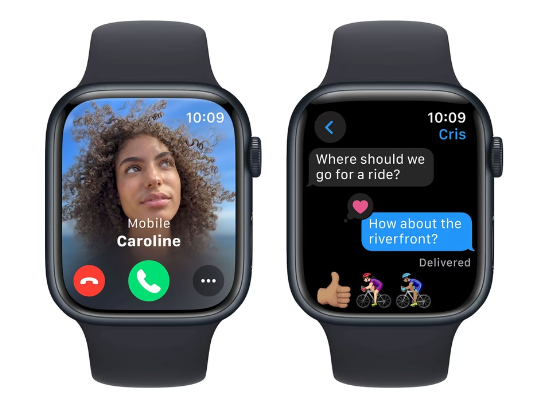 10:09
Mobile
Caroline
10:09
Cris
Where should we
go for a ride?
How about the
riverfront?
Delivered